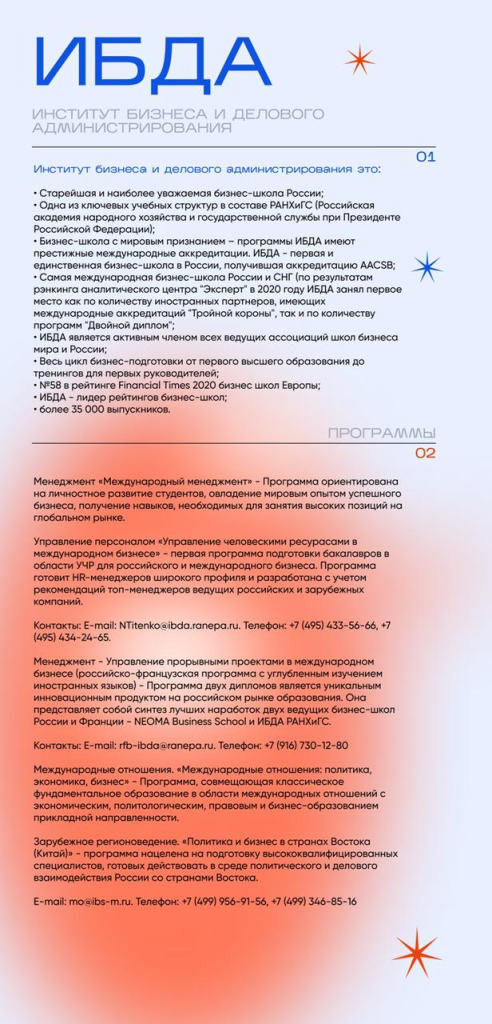 ИБДА
ИНСТИТУТ БИЗНЕСА И ДЕЛОВОГО
АДМИНИСТРИРОВАНИЯ
01
Институт бизнеса и делового администрирования это:
• Старейшая и наиболее уважаемая бизнес-школа России;
• Одна из ключевых учебных структур в составе РАНХиГС (Российская
академия народного хозяйства и государственной службы при Президенте
Российской Федерации);
• Бизнес-школа с мировым признанием – программы ИБДА имеют
престижные международные аккредитации. ИБДА - первая и
единственная бизнес-школа в России, получившая аккредитацию AACSB;
• Самая международная бизнес-школа России и СНГ (по результатам
рэнкинга аналитического центра "Эксперт" в 2020 году ИБДА занял первое
место как по количеству иностранных партнеров, имеющих
международные аккредитаций "Тройной короны", так и по количеству
программ "Двойной диплом";
• ИБДА является активным членом всех ведущих ассоциаций школ бизнеса
мира и России;
• Весь цикл бизнес-подготовки от первого высшего образования до
тренингов для первых руководителей;
• №58 в рейтинге Financial Times 2020 бизнес школ Европы;
• ИБДА - лидер рейтингов бизнес-школ;
• более 35 000 выпускников.
ПРОГРАММЫ
02
Менеджмент «Международный менеджмент» - Программа ориентирована
на личностное развитие студентов, овладение мировым опытом успешного
бизнеса, получение навыков, необходимых для занятия высоких позиций на
глобальном рынке.
Управление персоналом «Управление человескими ресурасами в
международном бизнесе» - первая программа подготовки бакалавров в
области УЧР для российского и международного бизнеса. Программа
готовит HR-менеджеров широкого профиля и разработана с учетом
рекомендаций топ-менеджеров ведущих российских и зарубежных
компаний.
Контакты: E-mail: NTitenko@ibda.ranepa.ru. Телефон: +7 (495) 433-56-66, +7
(495) 434-24-65.
Менеджмент - Управление прорывными проектами в международном
бизнесе (российско-французская программа с углубленным изучением
иностранных языков) - Программа двух дипломов является уникальным
инновационным продуктом на российском рынке образования. Она
представляет собой синтез лучших наработок двух ведущих бизнес-школ
России и Франции - NEOMA Business School и ИБДА РАНХиГС.
Контакты: E-mail: rfb-ibda@ranepa.ru. Телефон: +7 (916) 730-12-80
Международные отношения. «Международные отношения: политика,
экономика, бизнес» - Программа, совмещающая классическое
фундаментальное образование в области международных отношений с
экономическим, политологическим, правовым и бизнес-образованием
прикладной направленности.
Зарубежное регионоведение. «Политика и бизнес в странах Востока
(Китай)» - программа нацелена на подготовку высококвалифицированных
специалистов, готовых действовать в среде политического и делового
взаимодействия России со странами Востока.
E-mail: mo@ibs-m.ru. Телефон: +7 (499) 956-91-56, +7 (499) 346-85-16